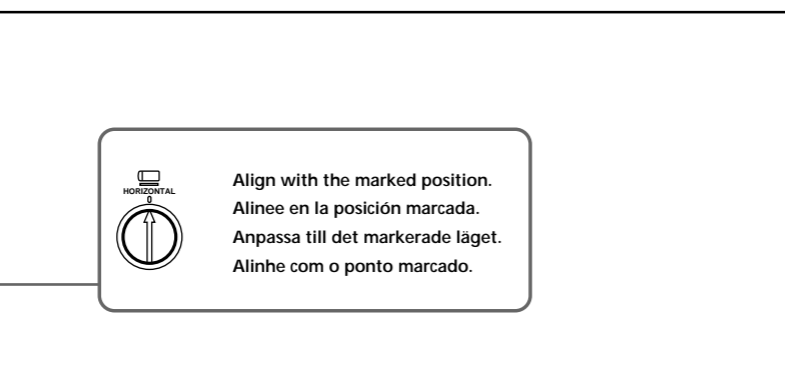 HORIZONTAL
0
Align with the marked position.
Alinee en la posición marcada.
Anpassa till det markerade läget.
Alinhe com o ponto marcado.